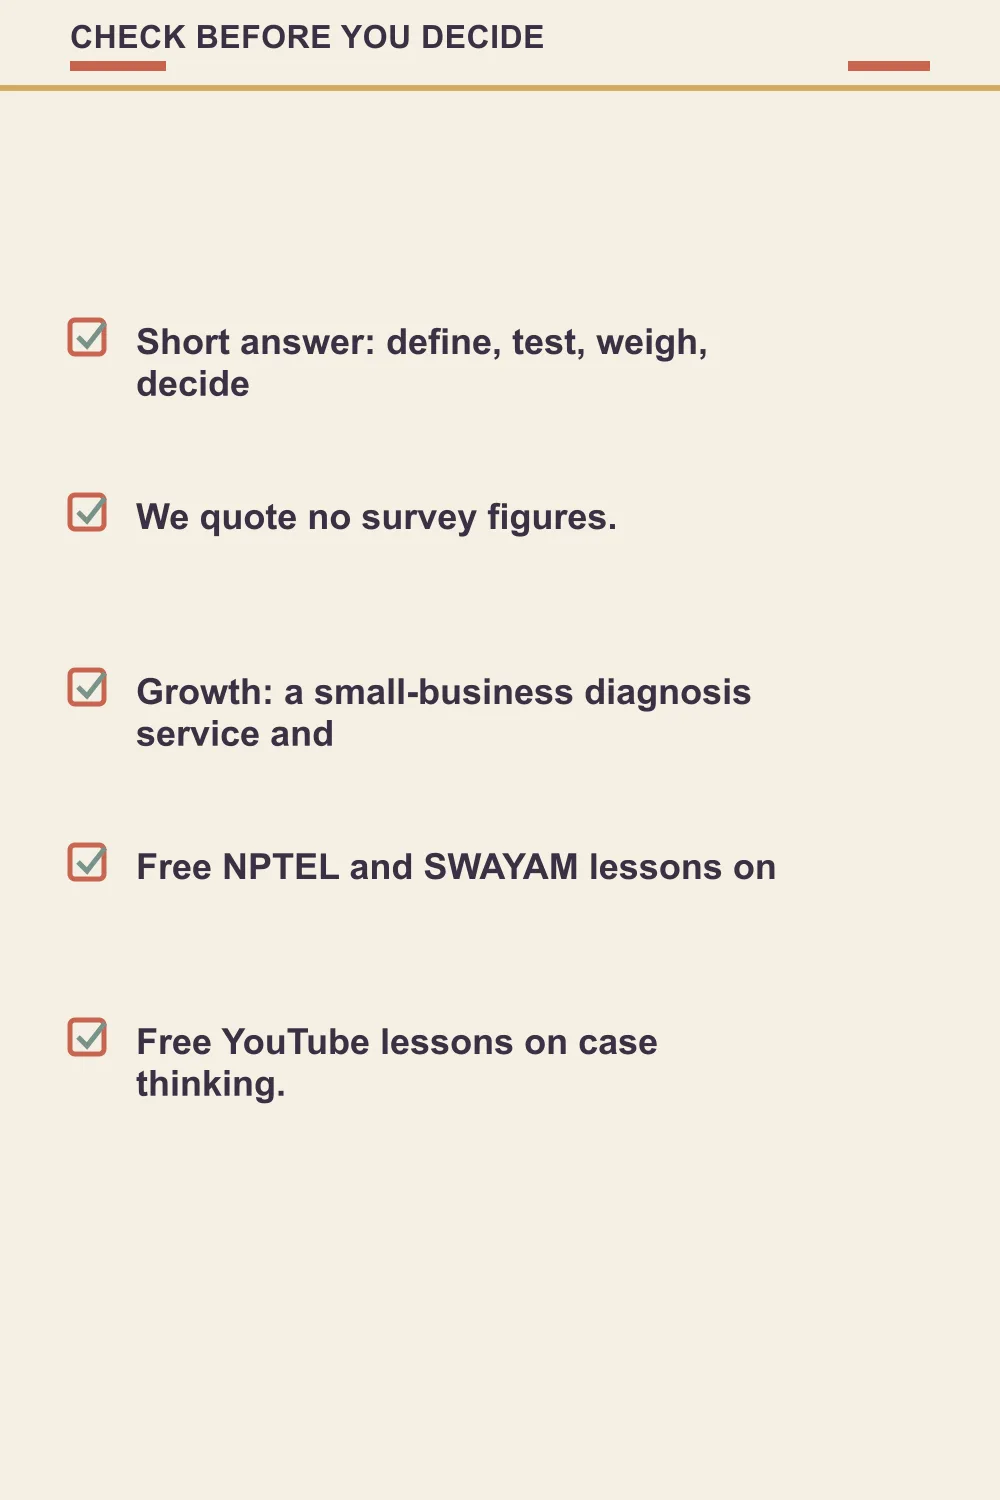 CHECK BEFORE YOU DECIDE
Short answer: define, test, weigh,
decide
We quote no survey figures.
Growth: a small-business diagnosis
service and
Free NPTEL and SWAYAM lessons on
Free YouTube lessons on case
thinking.